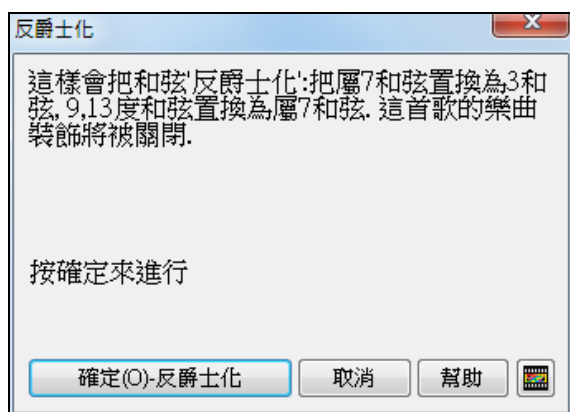 反爵士化
這樣會把和弦'反爵士化':把屬7和弦置換為3和
弦, 9,13度和弦置換為屬7和弦. 這首歌的樂曲
裝飾將被關閉.
按確定來進行
確定(O)-反爵士化 取消 幫助